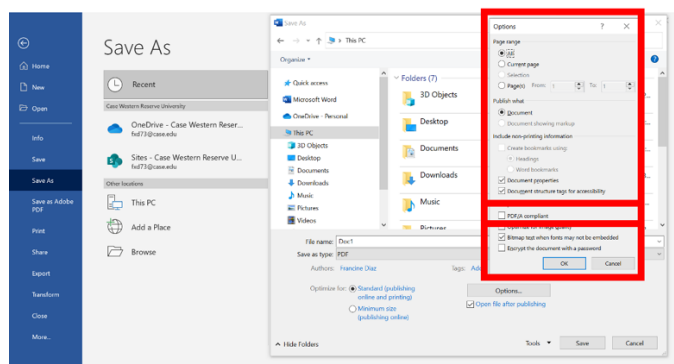 Home
New
Open
Info
Save
Save As
Save as Adobe
PDF
Print
Share
Export
Transform
Close
More...
Save As
Recent
Case Western Reserve University
OneDrive - Case Western Reser...
fxd73@case.edu
Sites - Case Western Reserve U...
fxd73@case.edu
Other locations
This PC
Add a Place
Browse
Save As
This PC
Organize
Quick access
Microsoft Word
OneDrive - Personal
This PC
3D Objects
Desktop
Documents
Downloads
Music
Pictures
Videos
Folders (7)
3D Objects
Desktop
Documents
Downloads
Music
Pictures
File name: Doc1
Save as type: PDF
Authors: Francine Diaz
Tags: Add
Optimize for: Standard (publishing
online and printing)
Minimum size
(publishing online)
Options...
Open file after publishing
Hide Folders
Tools
Save
Cancel
Options
?
Page range
All
Current page
Selection
Page(s) From: 1 To: 1
Publish what
Document
Document showing markup
Include non-printing information
Create bookmarks using:
Headings
Word bookmarks
Document properties
Document structure tags for accessibility
PDF/A compliant
Optimize for image quality
Bitmap text when fonts may not be embedded
Encrypt the document with a password
OK
Cancel